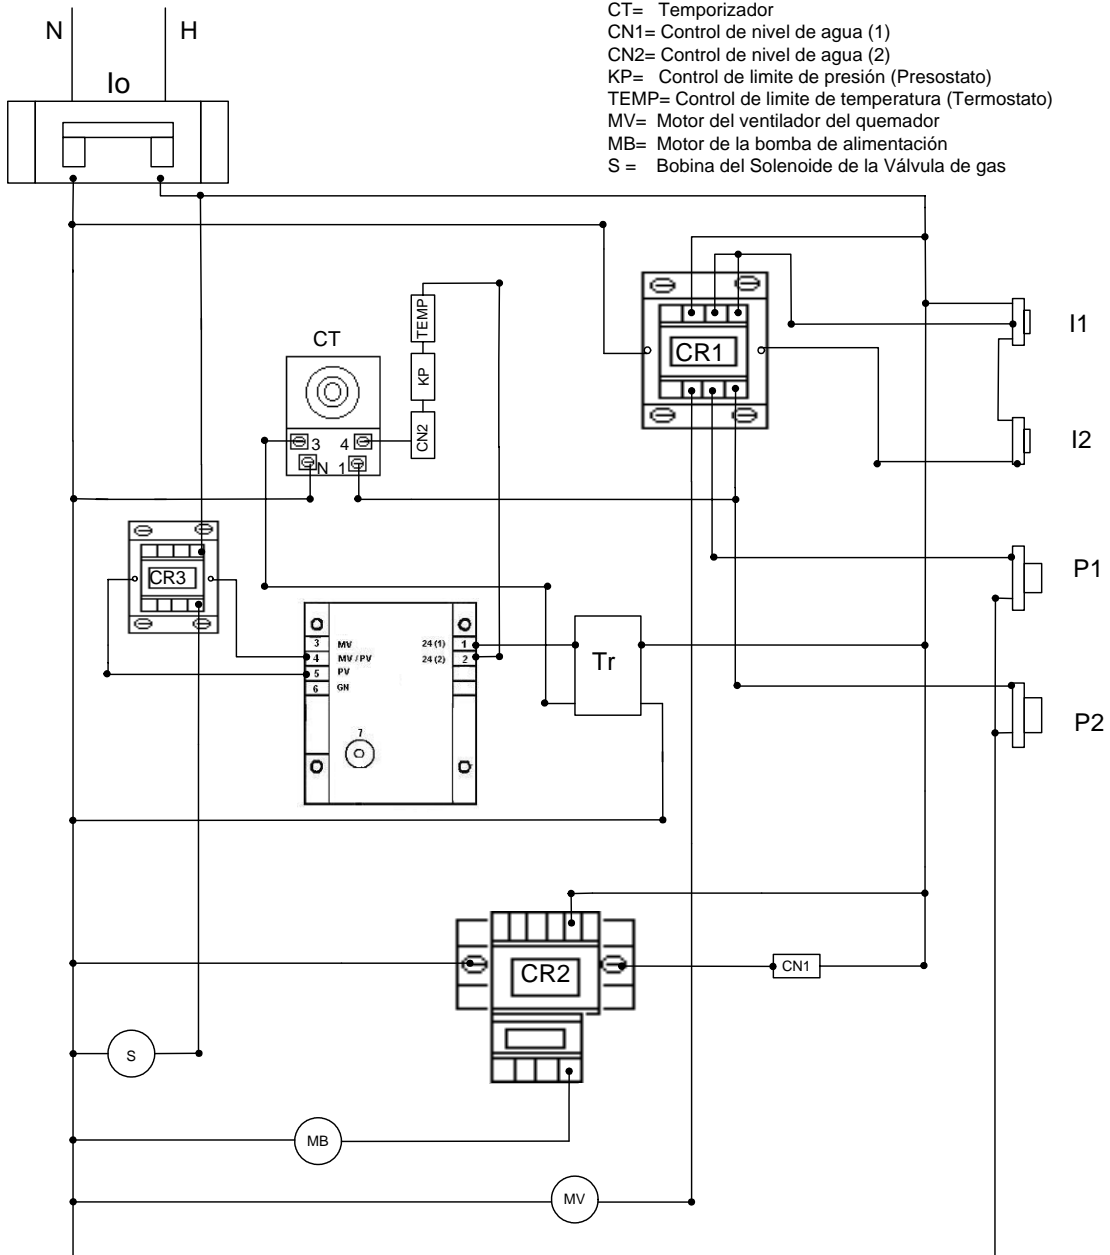 CT= Temporizador
CN1= Control de nivel de agua (1)
CN2= Control de nivel de agua (2)
KP= Control de limite de presión (Presostato)
TEMP= Control de limite de temperatura (Termostato)
MV= Motor del ventilador del quemador
MB= Motor de la bomba de alimentación
S = Bobina del Solenoide de la Válvula de gas
N H
Io
CT
TEMP
KP
CN2
3 4
N 1
CR1
I1
I2
CR3
P1
3 MV 24 (1) 1
4 MV / PV 24 (2) 2
5 PV
6 GN
7
Tr
P2
CR2
CN1
S
MB
MV